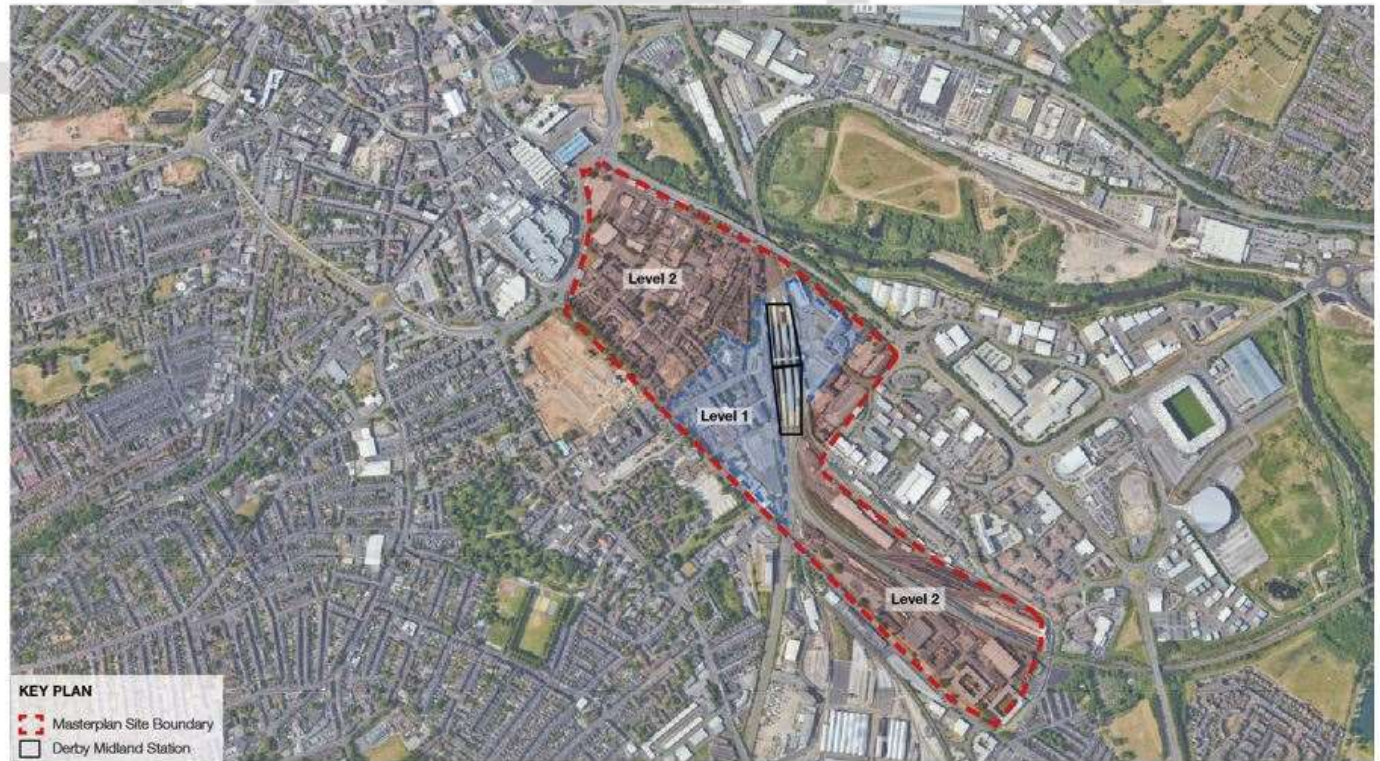 Level 2
Level 1
Level 2
KEY PLAN
Masterplan Site Boundary
Derby Midland Station